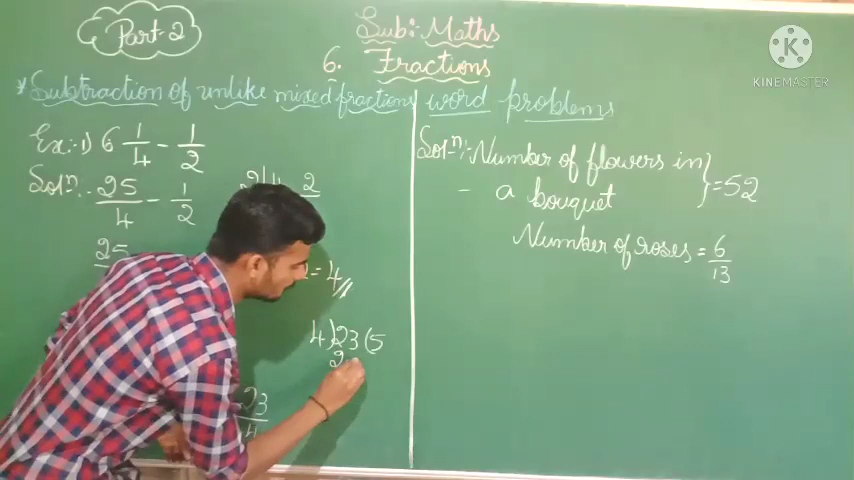 Part-2
Sub:- Maths
6. Fractions
* Subtraction of unlike mixed fractions word problems
Ex:-1) 6 1/4 - 1/2
Soln:- 25/4 - 1/2
25
2
= 4
4)23(5
2
23/4
Soln:- Number of flowers in
- a bouquet } = 52
Number of roses = 6/13
K
KINEMASTER